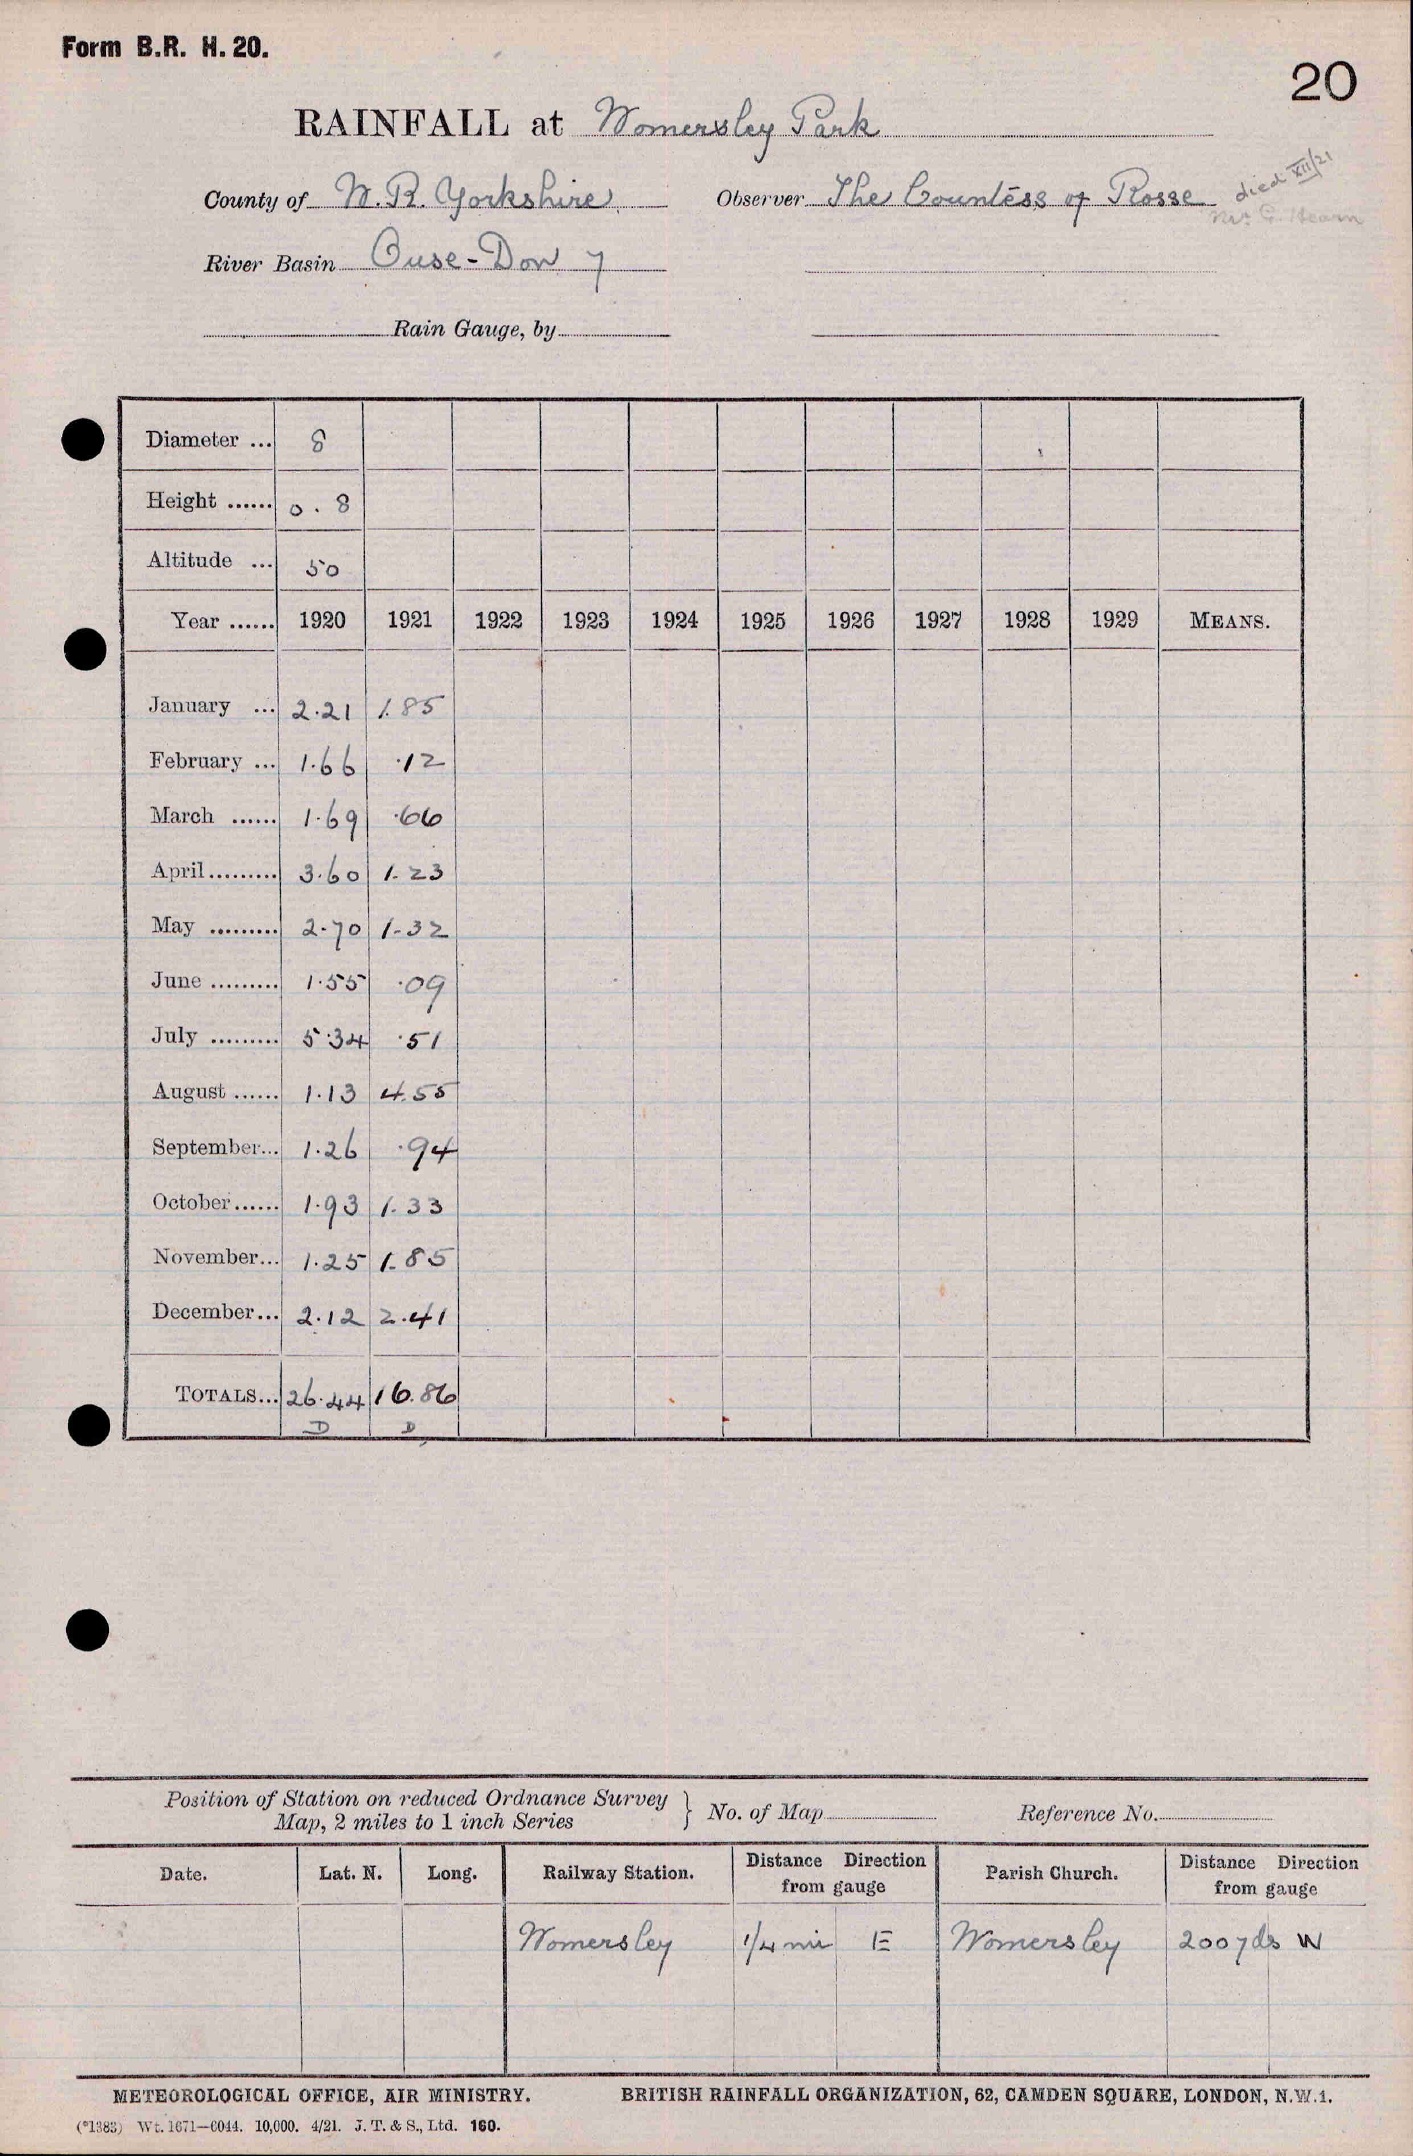 Form B.R. H. 20.
20
RAINFALL at Womersley Park
County of W. R. Yorkshire. Observer The Countess of Rosse died XII/21
Mr G. Hearn
River Basin Ouse-Don 7
Rain Gauge, by
Diameter ... 8
Height ...... 0.8
Altitude ... 50
Year ...... 1920 1921 1922 1923 1924 1925 1926 1927 1928 1929 MEANS.
January ... 2.21 1.85
February ... 1.66 .12
March ...... 1.69 .66
April......... 3.60 1.23
May ......... 2.70 1.32
June ......... 1.55 .09
July ......... 5.34 .51
August ...... 1.13 4.55
September... 1.26 .94
October...... 1.93 1.33
November... 1.25 1.85
December... 2.12 2.41
TOTALS... 26.44 16.86
D D
Position of Station on reduced Ordnance Survey
Map, 2 miles to 1 inch Series } No. of Map Reference No.
Date. Lat. N. Long. Railway Station. Distance Direction from gauge Parish Church. Distance Direction from gauge
Womersley 1/4 mi E Womersley 200 yds W
METEOROLOGICAL OFFICE, AIR MINISTRY. BRITISH RAINFALL ORGANIZATION, 62, CAMDEN SQUARE, LONDON, N.W.1.
(*1383) Wt. 1671—6044. 10,000. 4/21. J. T. & S., Ltd. 160.